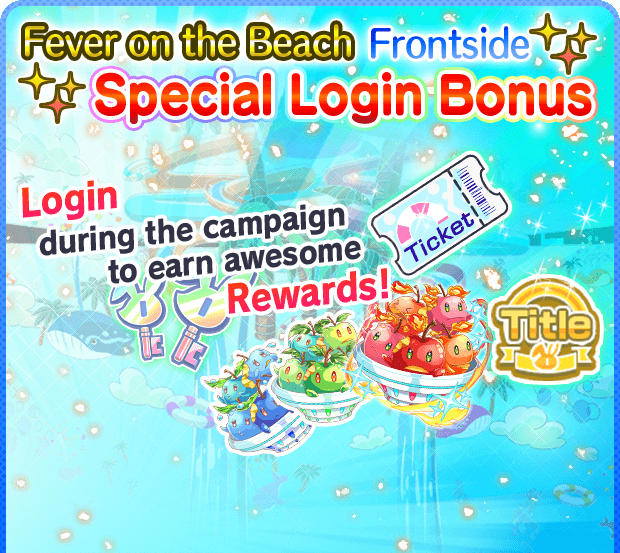 Fever on the Beach Frontside
Special Login Bonus
Login
during the campaign
to earn awesome
Rewards!
Ticket
Title